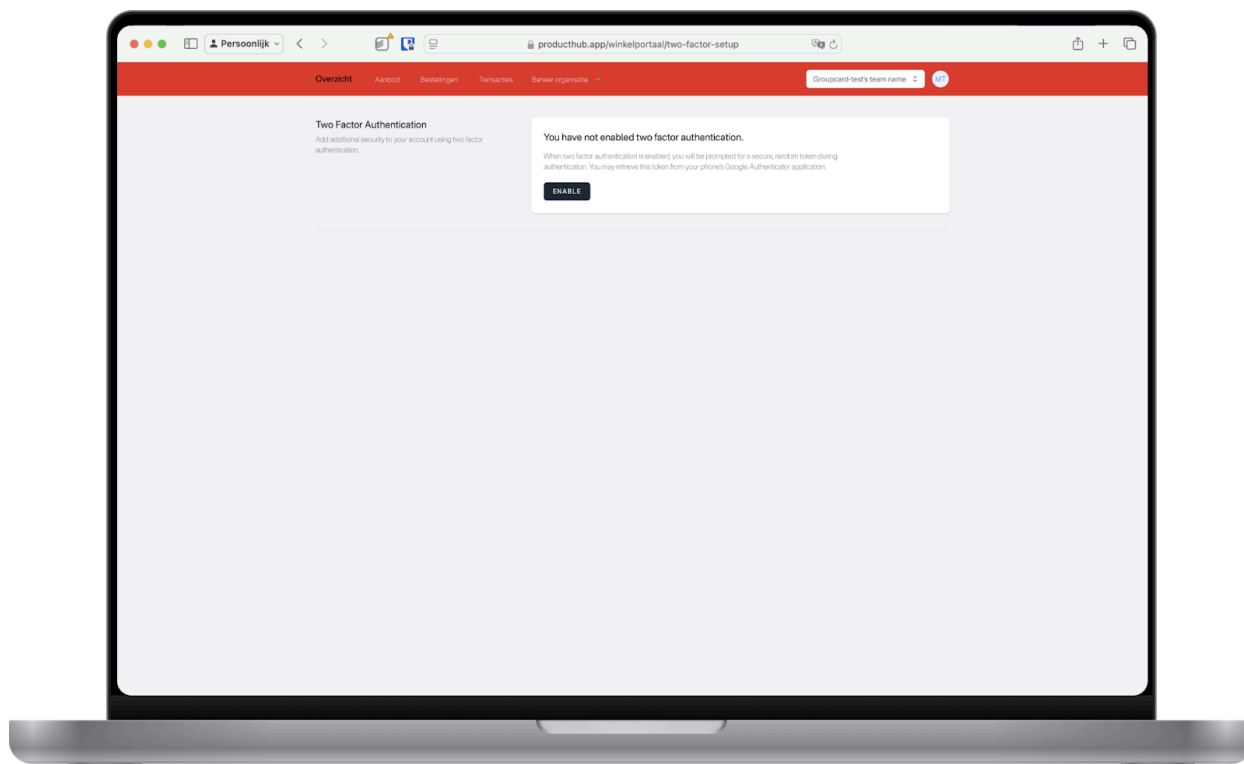 Persoonlijk
producthub.app/winkelportaal/two-factor-setup
Overzicht Aanbod Bestellingen Transacties Beheer organisatie
Groupcard-test's team name MT
Two Factor Authentication
Add additional security to your account using two factor
authentication.
You have not enabled two factor authentication.
When two factor authentication is enabled, you will be prompted for a secure, random token during
authentication. You may retrieve this token from your phone's Google Authenticator application.
ENABLE